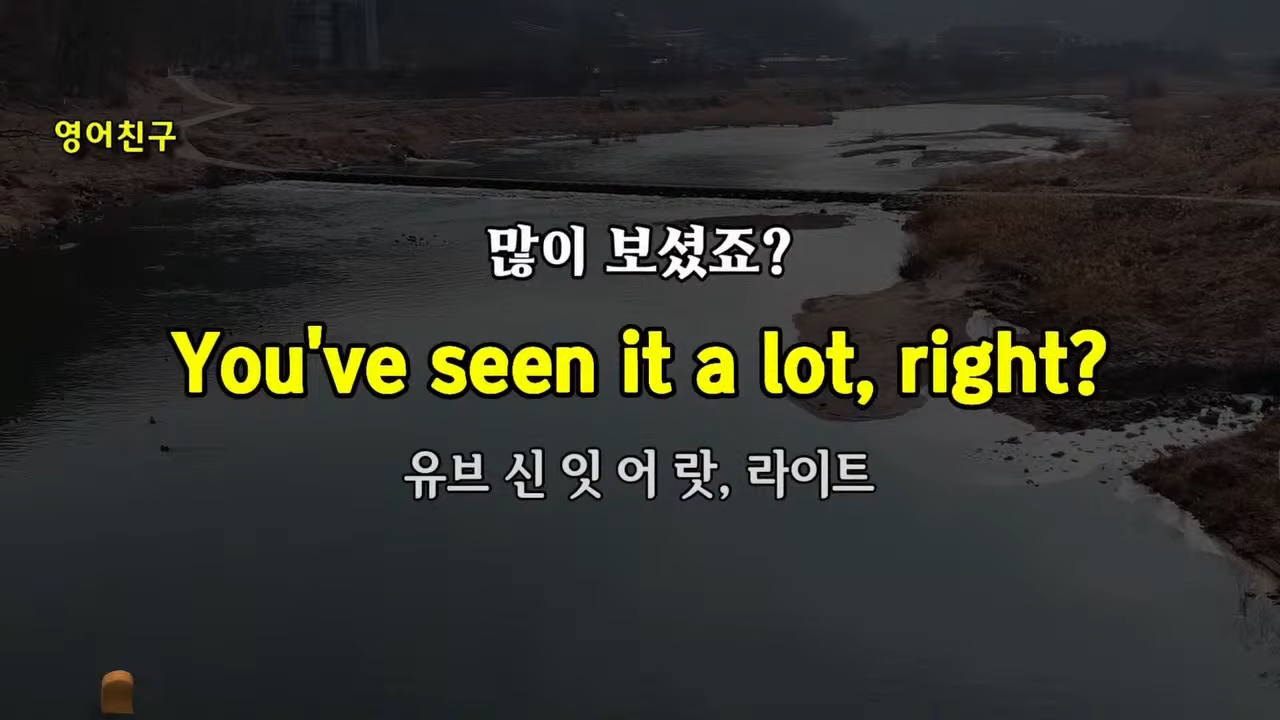 영어친구
많이 보셨죠?
You've seen it a lot, right?
유브 신 잇 어 랏, 라이트